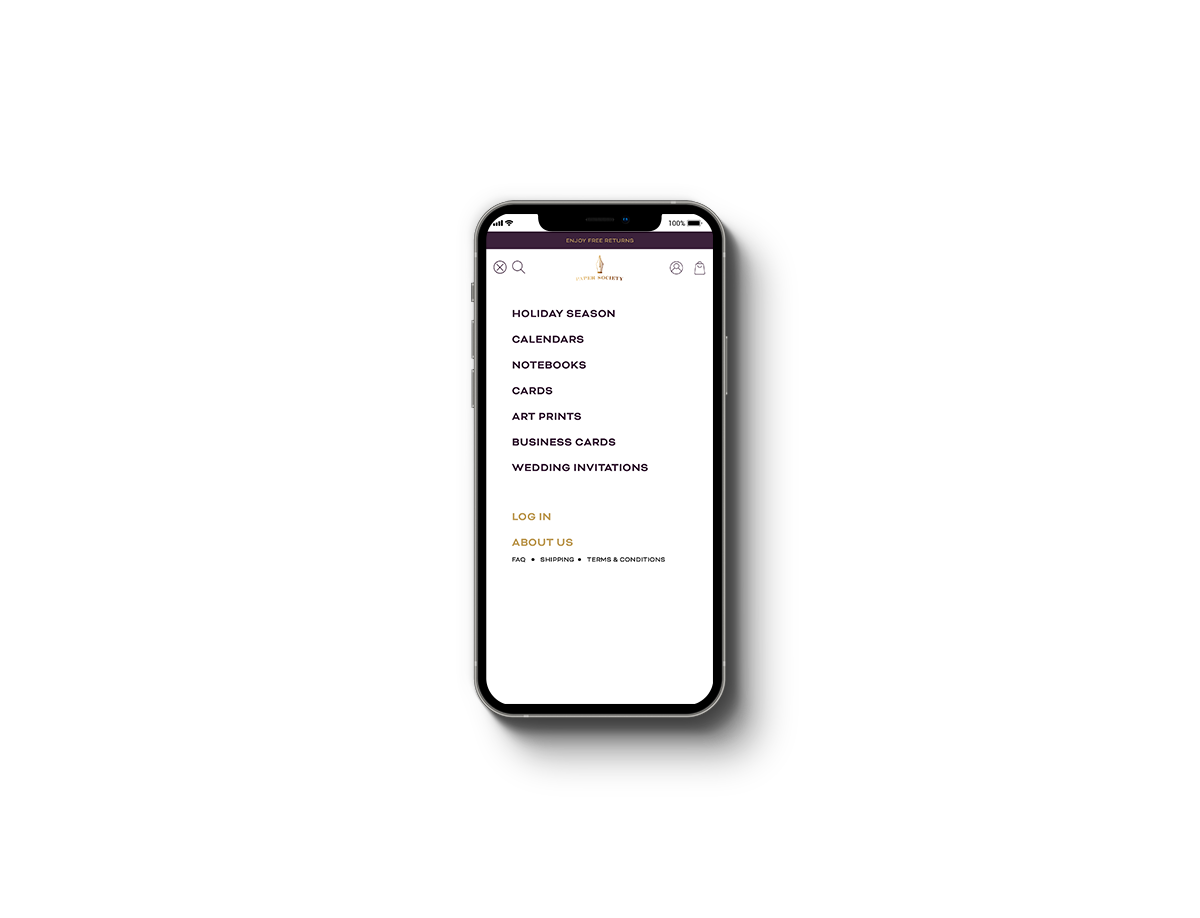 100%
ENJOY FREE RETURNS
PAPER SOCIETY
HOLIDAY SEASON
CALENDARS
NOTEBOOKS
CARDS
ART PRINTS
BUSINESS CARDS
WEDDING INVITATIONS
LOG IN
ABOUT US
FAQ • SHIPPING • TERMS & CONDITIONS